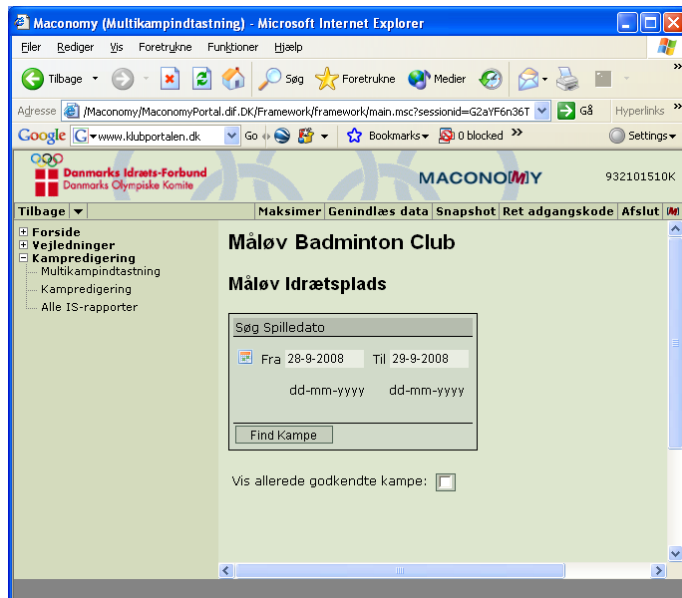 Maconomy (Multikampindtastning) - Microsoft Internet Explorer
Filer Rediger Vis Foretrukne Funktioner Hjælp
Tilbage Søg Foretrukne Medier
Adresse /Maconomy/MaconomyPortal.dif.DK/Framework/framework/main.msc?sessionid=G2aYF6n36T Gå Hyperlinks »
Google G www.klubportalen.dk Go Bookmarks 0 blocked » Settings
Danmarks Idræts-Forbund
Danmarks Olympiske Komite
MACONO[M]Y 932101510K
Tilbage Maksimer Genindlæs data Snapshot Ret adgangskode Afslut [M]
Forside
Vejledninger
Kampredigering
Multikampindtastning
Kampredigering
Alle IS-rapporter
Måløv Badminton Club
Måløv Idrætsplads
Søg Spilledato
Fra 28-9-2008 Til 29-9-2008
dd-mm-yyyy dd-mm-yyyy
Find Kampe
Vis allerede godkendte kampe: